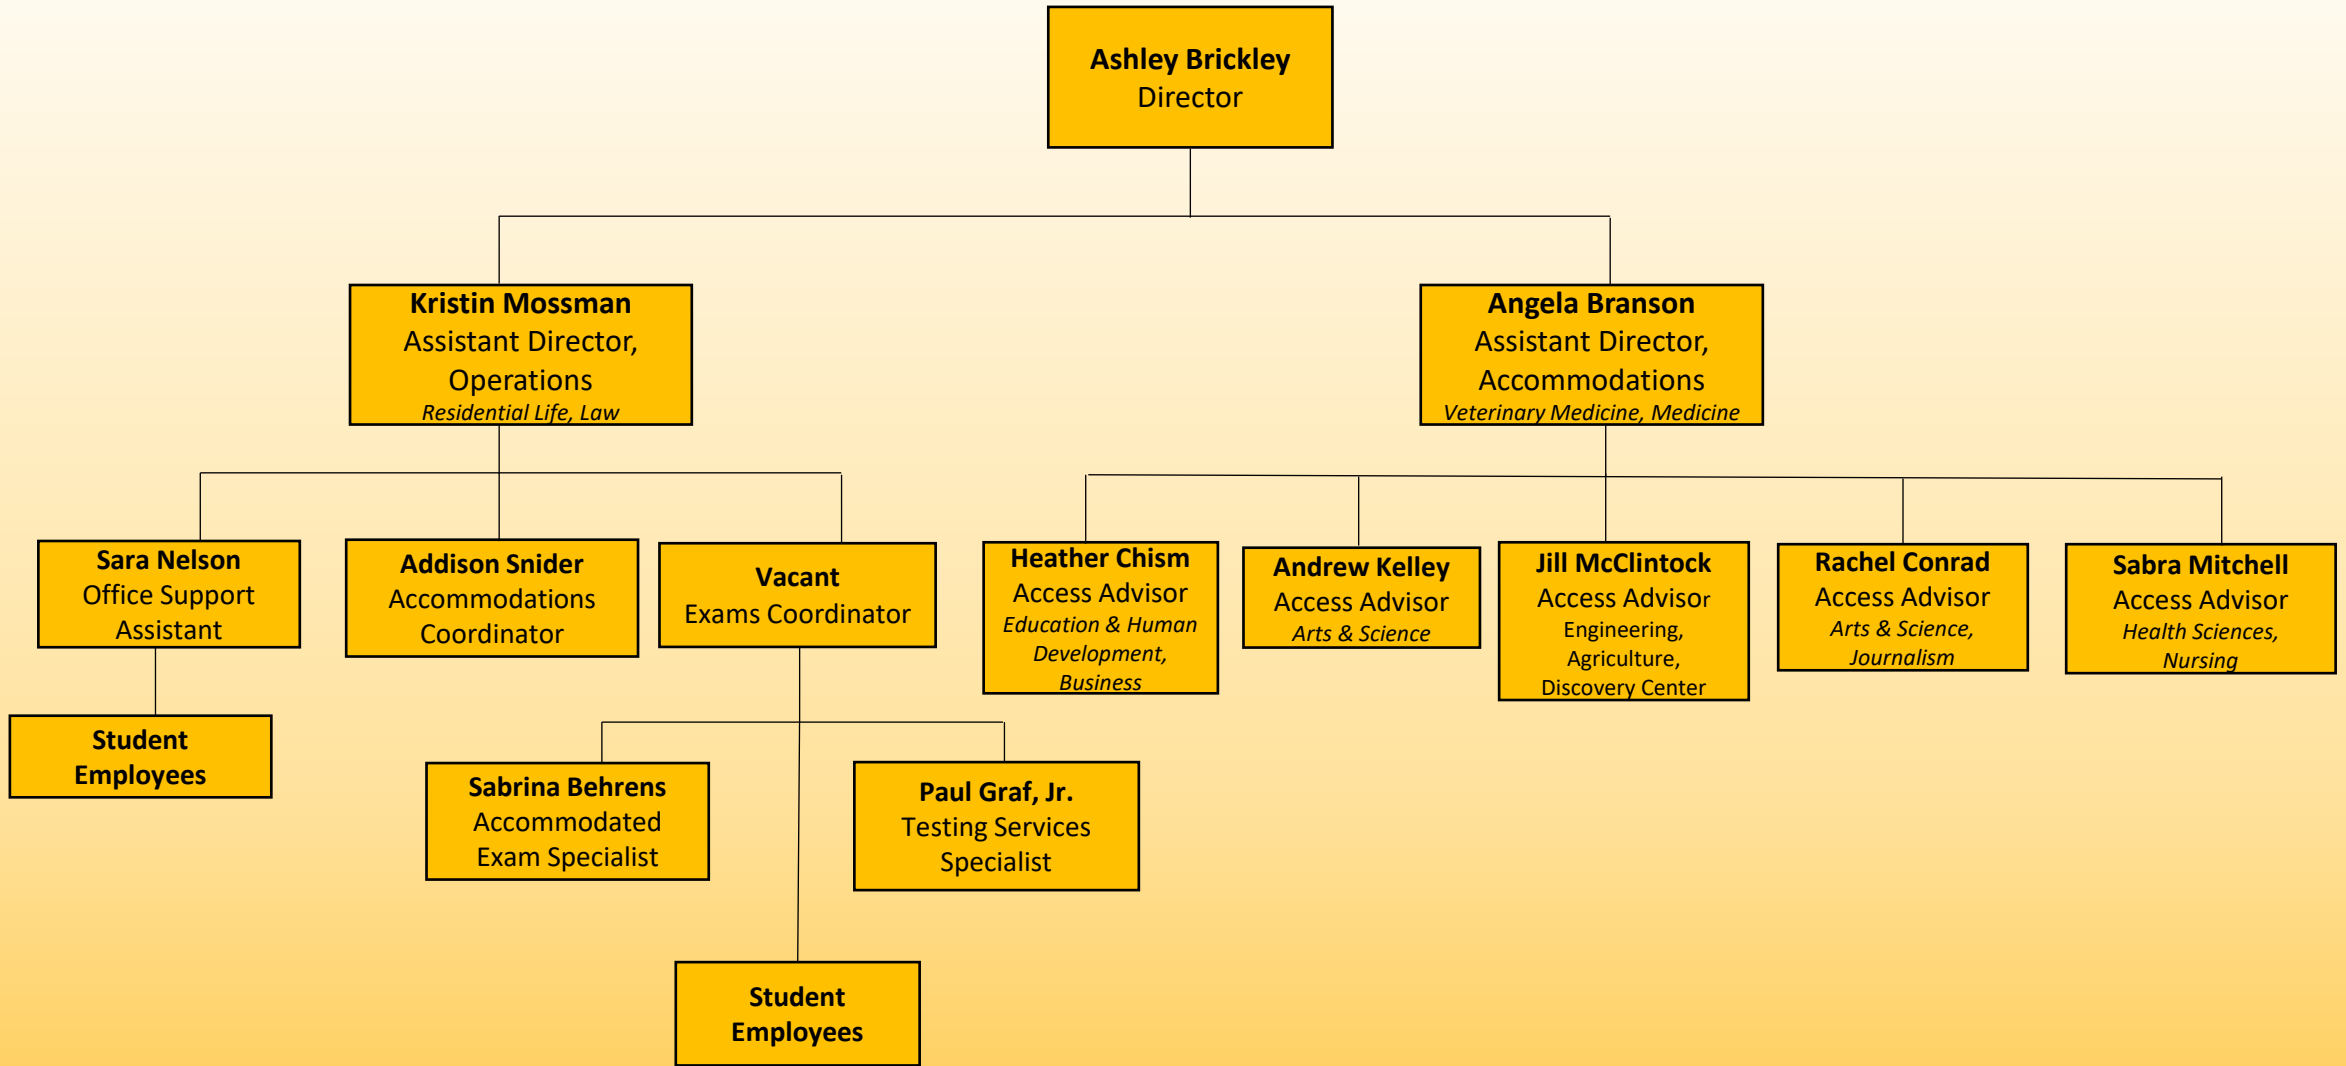 Ashley Brickley
Director
Kristin Mossman
Assistant Director,
Operations
Residential Life, Law
Angela Branson
Assistant Director,
Accommodations
Veterinary Medicine, Medicine
Sara Nelson
Office Support
Assistant
Addison Snider
Accommodations
Coordinator
Vacant
Exams Coordinator
Heather Chism
Access Advisor
Education & Human
Development,
Business
Andrew Kelley
Access Advisor
Arts & Science
Jill McClintock
Access Advisor
Engineering,
Agriculture,
Discovery Center
Rachel Conrad
Access Advisor
Arts & Science,
Journalism
Sabra Mitchell
Access Advisor
Health Sciences,
Nursing
Student
Employees
Sabrina Behrens
Accommodated
Exam Specialist
Paul Graf, Jr.
Testing Services
Specialist
Student
Employees